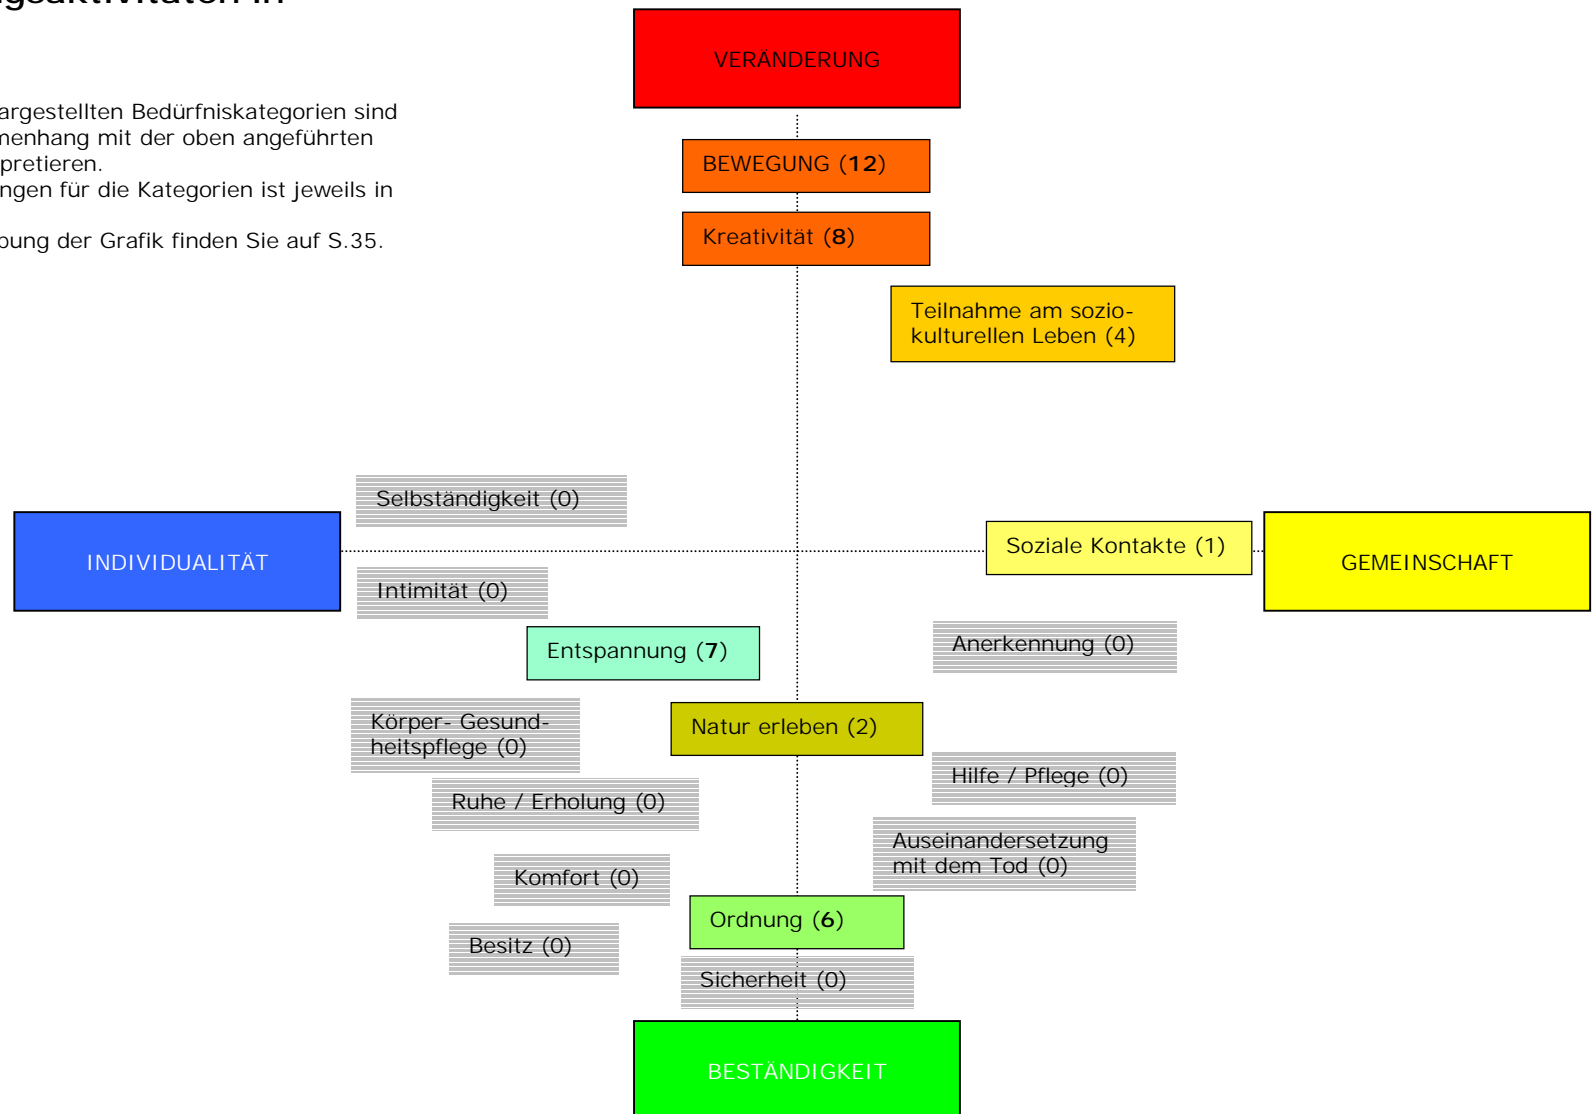 VERÄNDERUNG
argestellten Bedürfniskategorien sind
menhang mit der oben angeführten
pretieren.
ngen für die Kategorien ist jeweils in
bung der Grafik finden Sie auf S.35.
BEWEGUNG (12)
Kreativität (8)
Teilnahme am sozio-
kulturellen Leben (4)
Selbständigkeit (0)
INDIVIDUALITÄT
Soziale Kontakte (1)
GEMEINSCHAFT
Intimität (0)
Entspannung (7)
Anerkennung (0)
Körper- Gesund-
heitspflege (0)
Natur erleben (2)
Hilfe / Pflege (0)
Ruhe / Erholung (0)
Auseinandersetzung
mit dem Tod (0)
Komfort (0)
Ordnung (6)
Besitz (0)
Sicherheit (0)
BESTÄNDIGKEIT